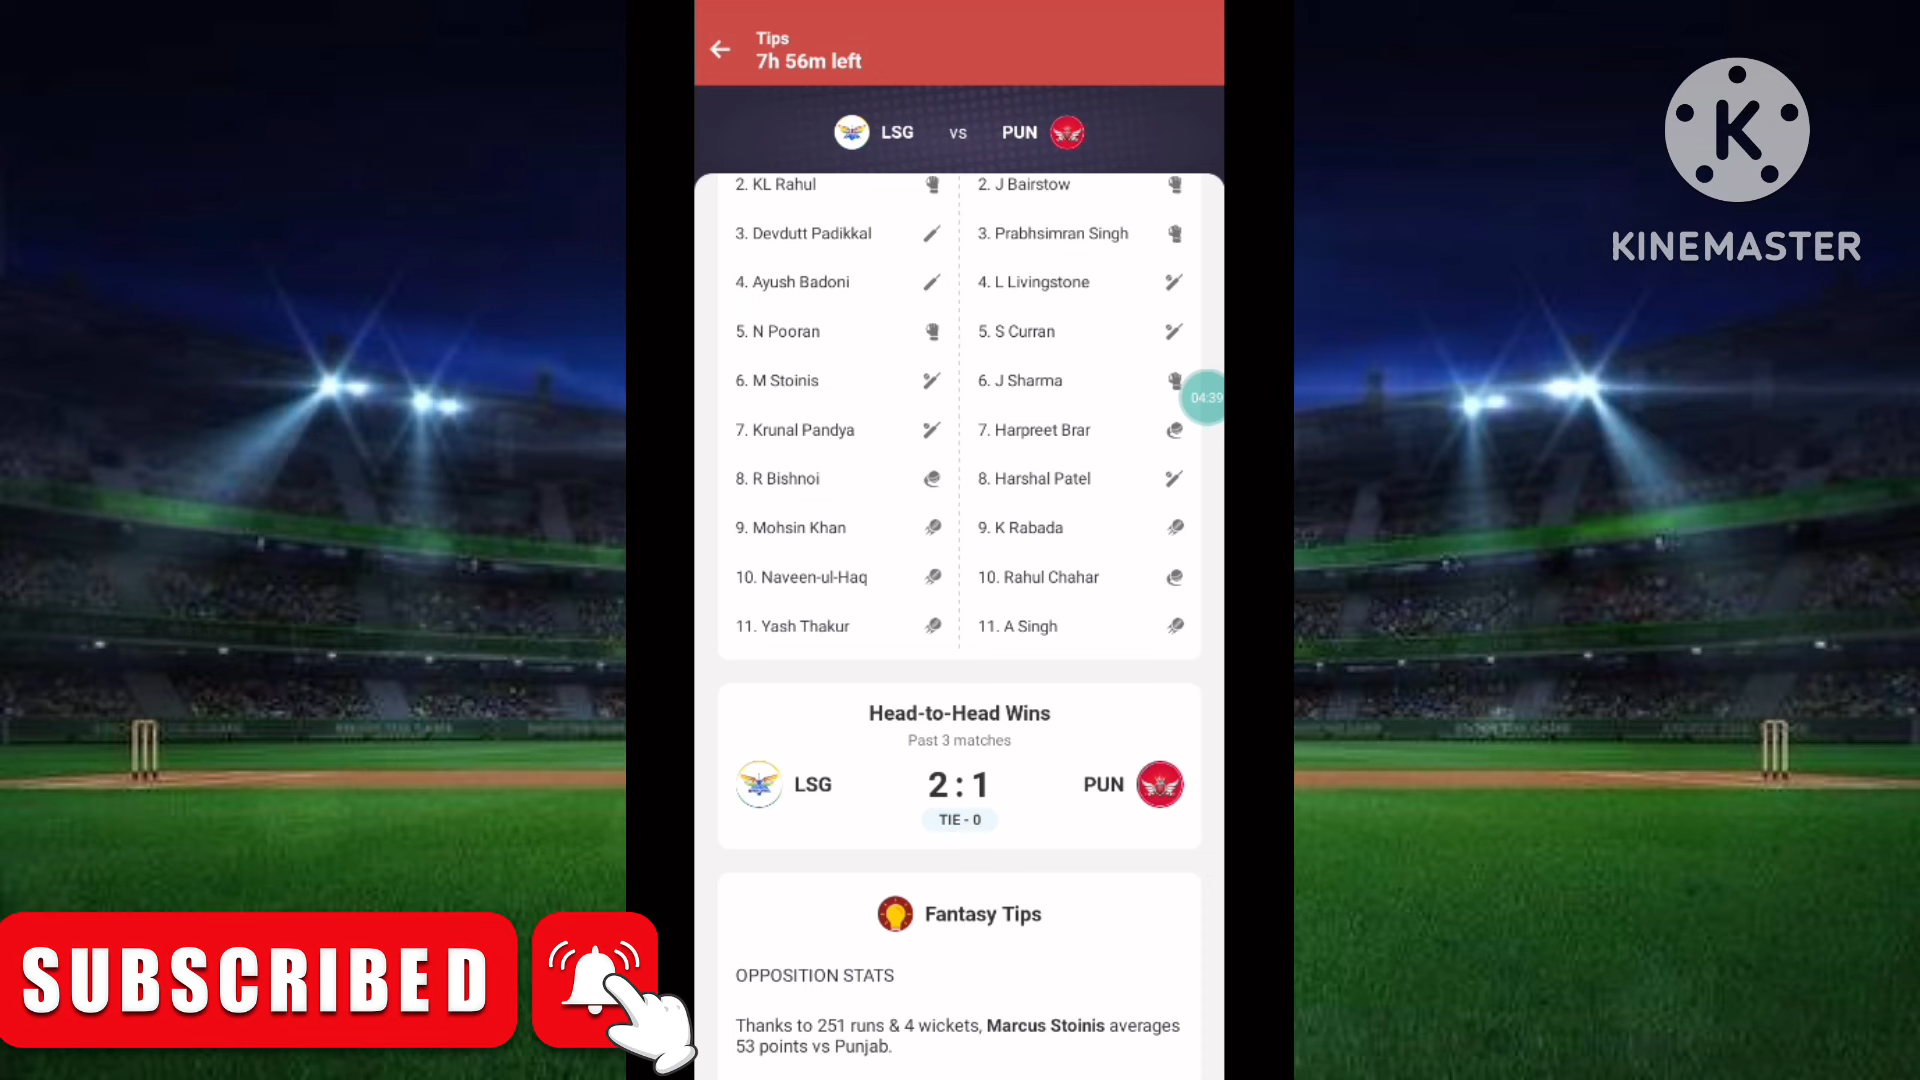 Tips
7h 56m left
LSG vs PUN
2. KL Rahul
2. J Bairstow
3. Devdutt Padikkal
3. Prabhsimran Singh
4. Ayush Badoni
4. L Livingstone
5. N Pooran
5. S Curran
6. M Stoinis
6. J Sharma
04:39
7. Krunal Pandya
7. Harpreet Brar
8. R Bishnoi
8. Harshal Patel
9. Mohsin Khan
9. K Rabada
10. Naveen-ul-Haq
10. Rahul Chahar
11. Yash Thakur
11. A Singh
Head-to-Head Wins
Past 3 matches
LSG 2 : 1 PUN
TIE - 0
Fantasy Tips
OPPOSITION STATS
Thanks to 251 runs & 4 wickets, Marcus Stoinis averages
53 points vs Punjab.
K
KINEMASTER
SUBSCRIBED